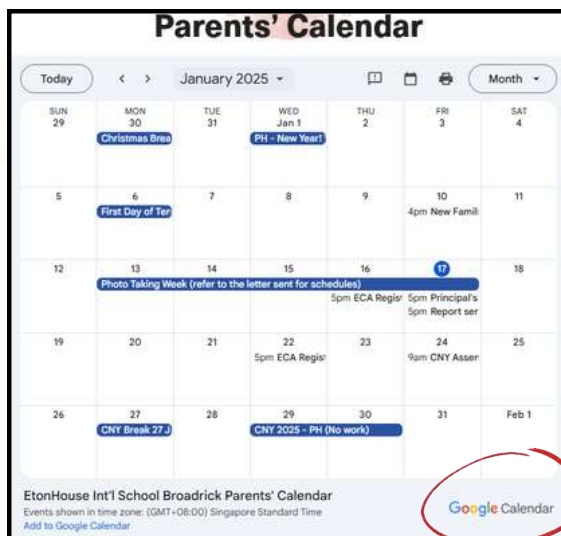 Parents' Calendar
Today
January 2025
Month
SUN MON TUE WED THU FRI SAT
29 30 31 Jan 1 2 3 4
Christmas Brea PH - New Year!
5 6 7 8 9 10 11
First Day of Ter 4pm New Famili
12 13 14 15 16 17 18
Photo Taking Week (refer to the letter sent for schedules)
5pm ECA Regist 5pm Principal's
5pm Report ser
19 20 21 22 23 24 25
5pm ECA Regist 9am CNY Asser
26 27 28 29 30 31 Feb 1
CNY Break 27 J CNY 2025 - PH (No work)
EtonHouse Int'l School Broadrick Parents' Calendar
Events shown in time zone: (GMT+08:00) Singapore Standard Time
Google Calendar
Add to Google Calendar